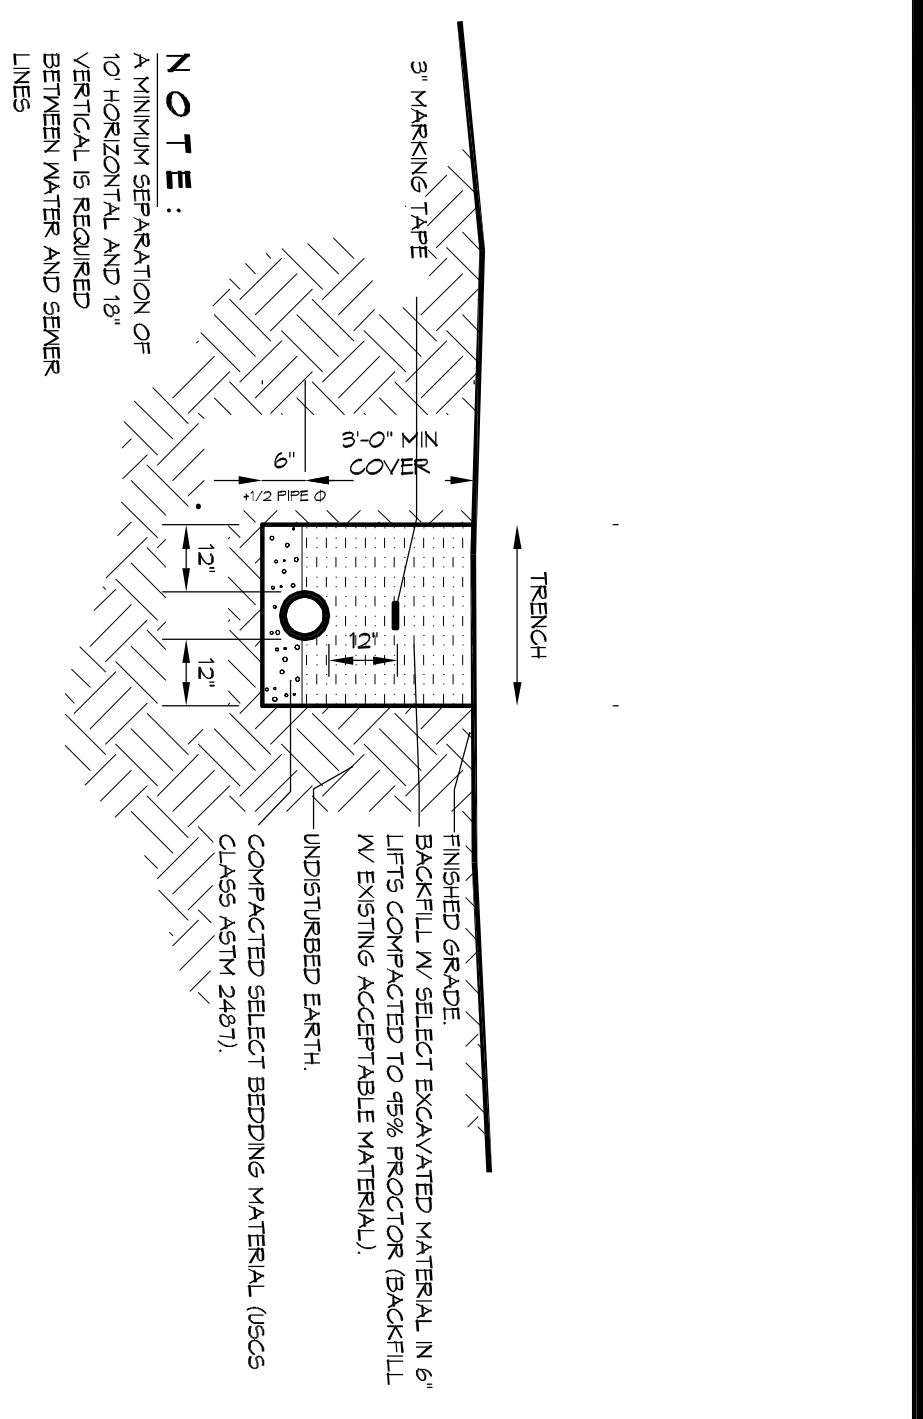 TRENCH
3" MARKING TAPE
3'-0" MIN
COVER
6"
+1/2 PIPE Ø
12"
12"
12"
FINISHED GRADE.
BACKFILL W/ SELECT EXCAVATED MATERIAL IN 6"
LIFTS COMPACTED TO 95% PROCTOR (BACKFILL
W/ EXISTING ACCEPTABLE MATERIAL).
UNDISTURBED EARTH.
COMPACTED SELECT BEDDING MATERIAL (USCS
CLASS ASTM 2487).
NOTE:
A MINIMUM SEPARATION OF
10' HORIZONTAL AND 18"
VERTICAL IS REQUIRED
BETWEEN WATER AND SEWER
LINES